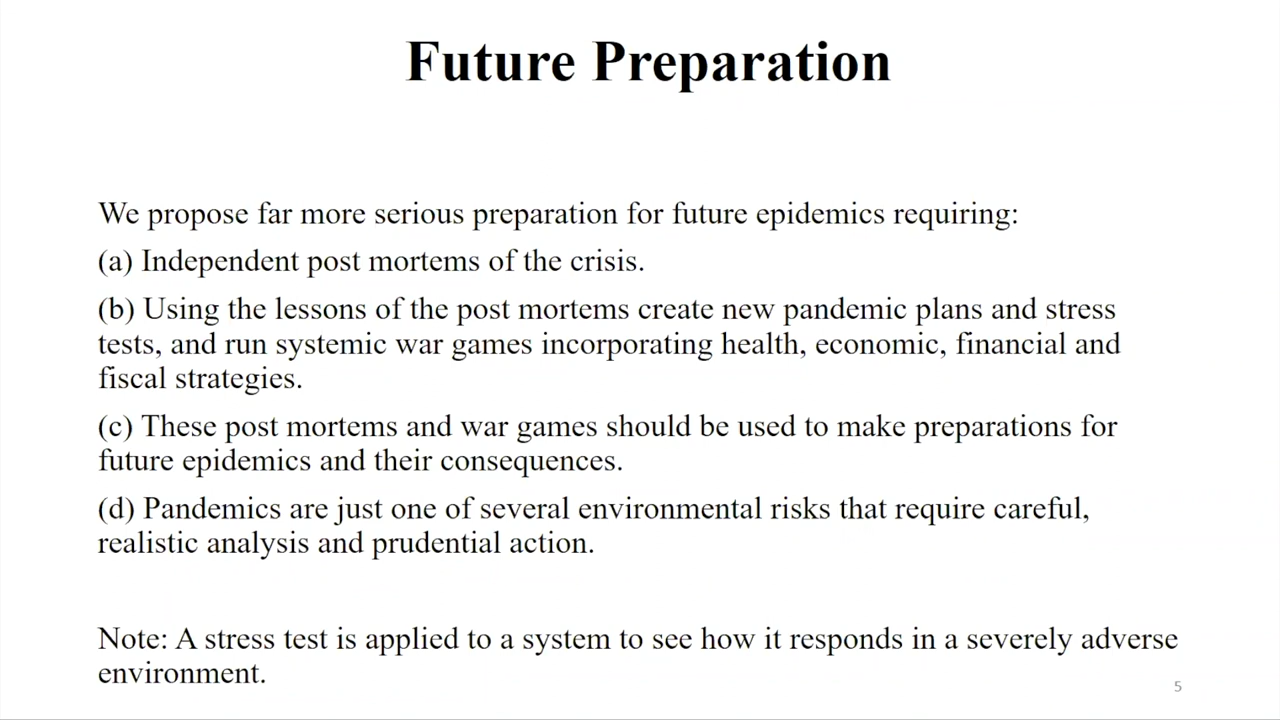 Future Preparation
We propose far more serious preparation for future epidemics requiring:
(a) Independent post mortems of the crisis.
(b) Using the lessons of the post mortems create new pandemic plans and stress
tests, and run systemic war games incorporating health, economic, financial and
fiscal strategies.
(c) These post mortems and war games should be used to make preparations for
future epidemics and their consequences.
(d) Pandemics are just one of several environmental risks that require careful,
realistic analysis and prudential action.
Note: A stress test is applied to a system to see how it responds in a severely adverse
environment.
5